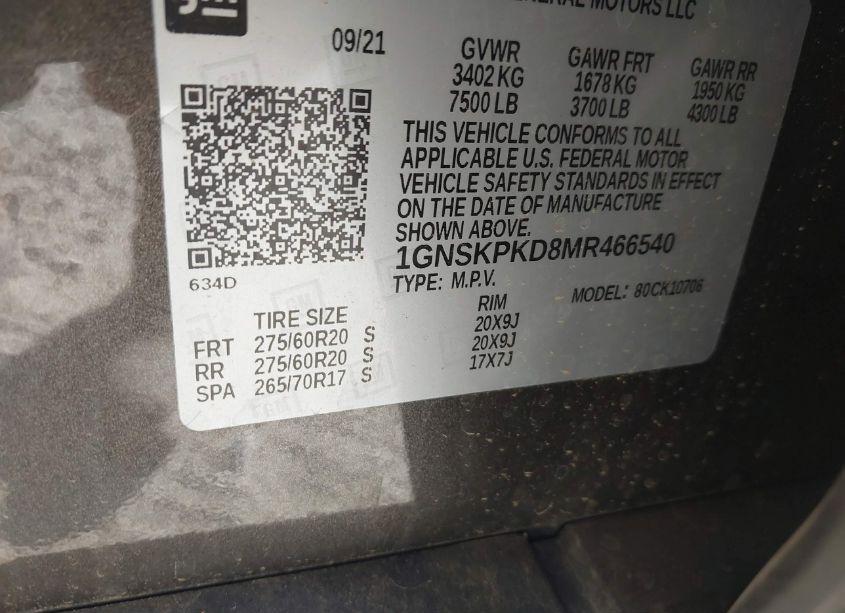 GENERAL MOTORS LLC
09/21
GVWR GAWR FRT GAWR RR
3402 KG 1678 KG 1950 KG
7500 LB 3700 LB 4300 LB
THIS VEHICLE CONFORMS TO ALL
APPLICABLE U.S. FEDERAL MOTOR
VEHICLE SAFETY STANDARDS IN EFFECT
ON THE DATE OF MANUFACTURE
SHOWN ABOVE.
1GNSKPKD8MR466540
TYPE: M.P.V. MODEL: 80CK10706
634D
TIRE SIZE RIM
FRT 275/60R20 S 20X9J
RR 275/60R20 S 20X9J
SPA 265/70R17 S 17X7J